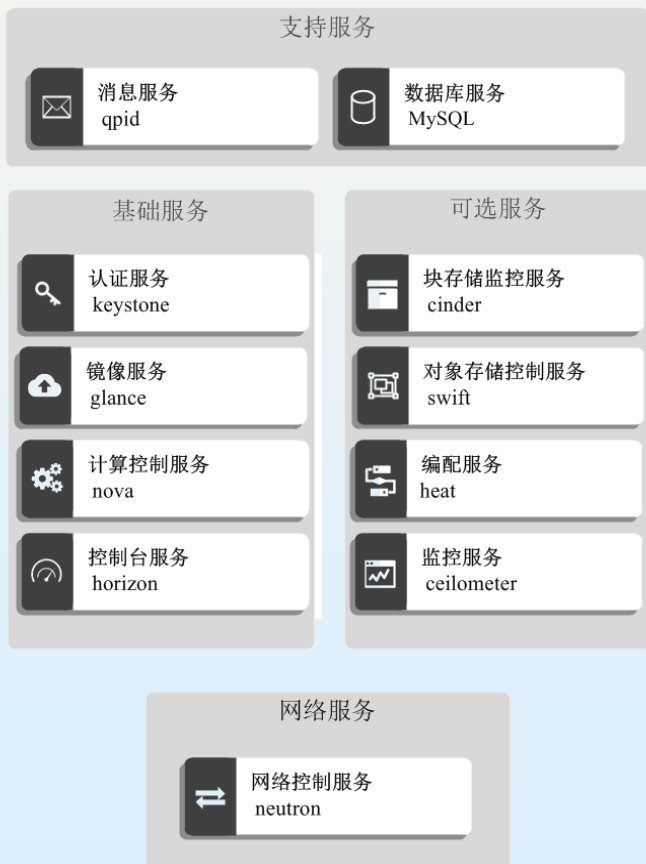 支持服务
消息服务
qpid
数据库服务
MySQL
基础服务
认证服务
keystone
镜像服务
glance
计算控制服务
nova
控制台服务
horizon
可选服务
块存储监控服务
cinder
对象存储控制服务
swift
编配服务
heat
监控服务
ceilometer
网络服务
网络控制服务
neutron